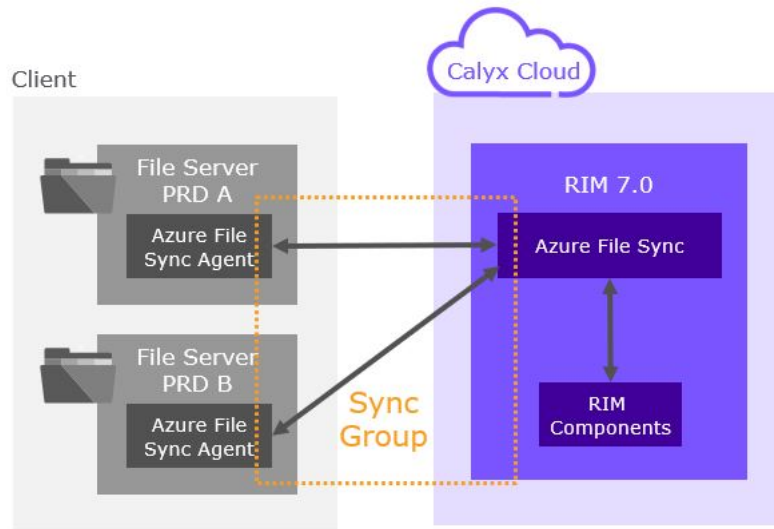 Client
Calyx Cloud
File Server
PRD A
Azure File
Sync Agent
File Server
PRD B
Azure File
Sync Agent
Sync
Group
RIM 7.0
Azure File Sync
RIM
Components